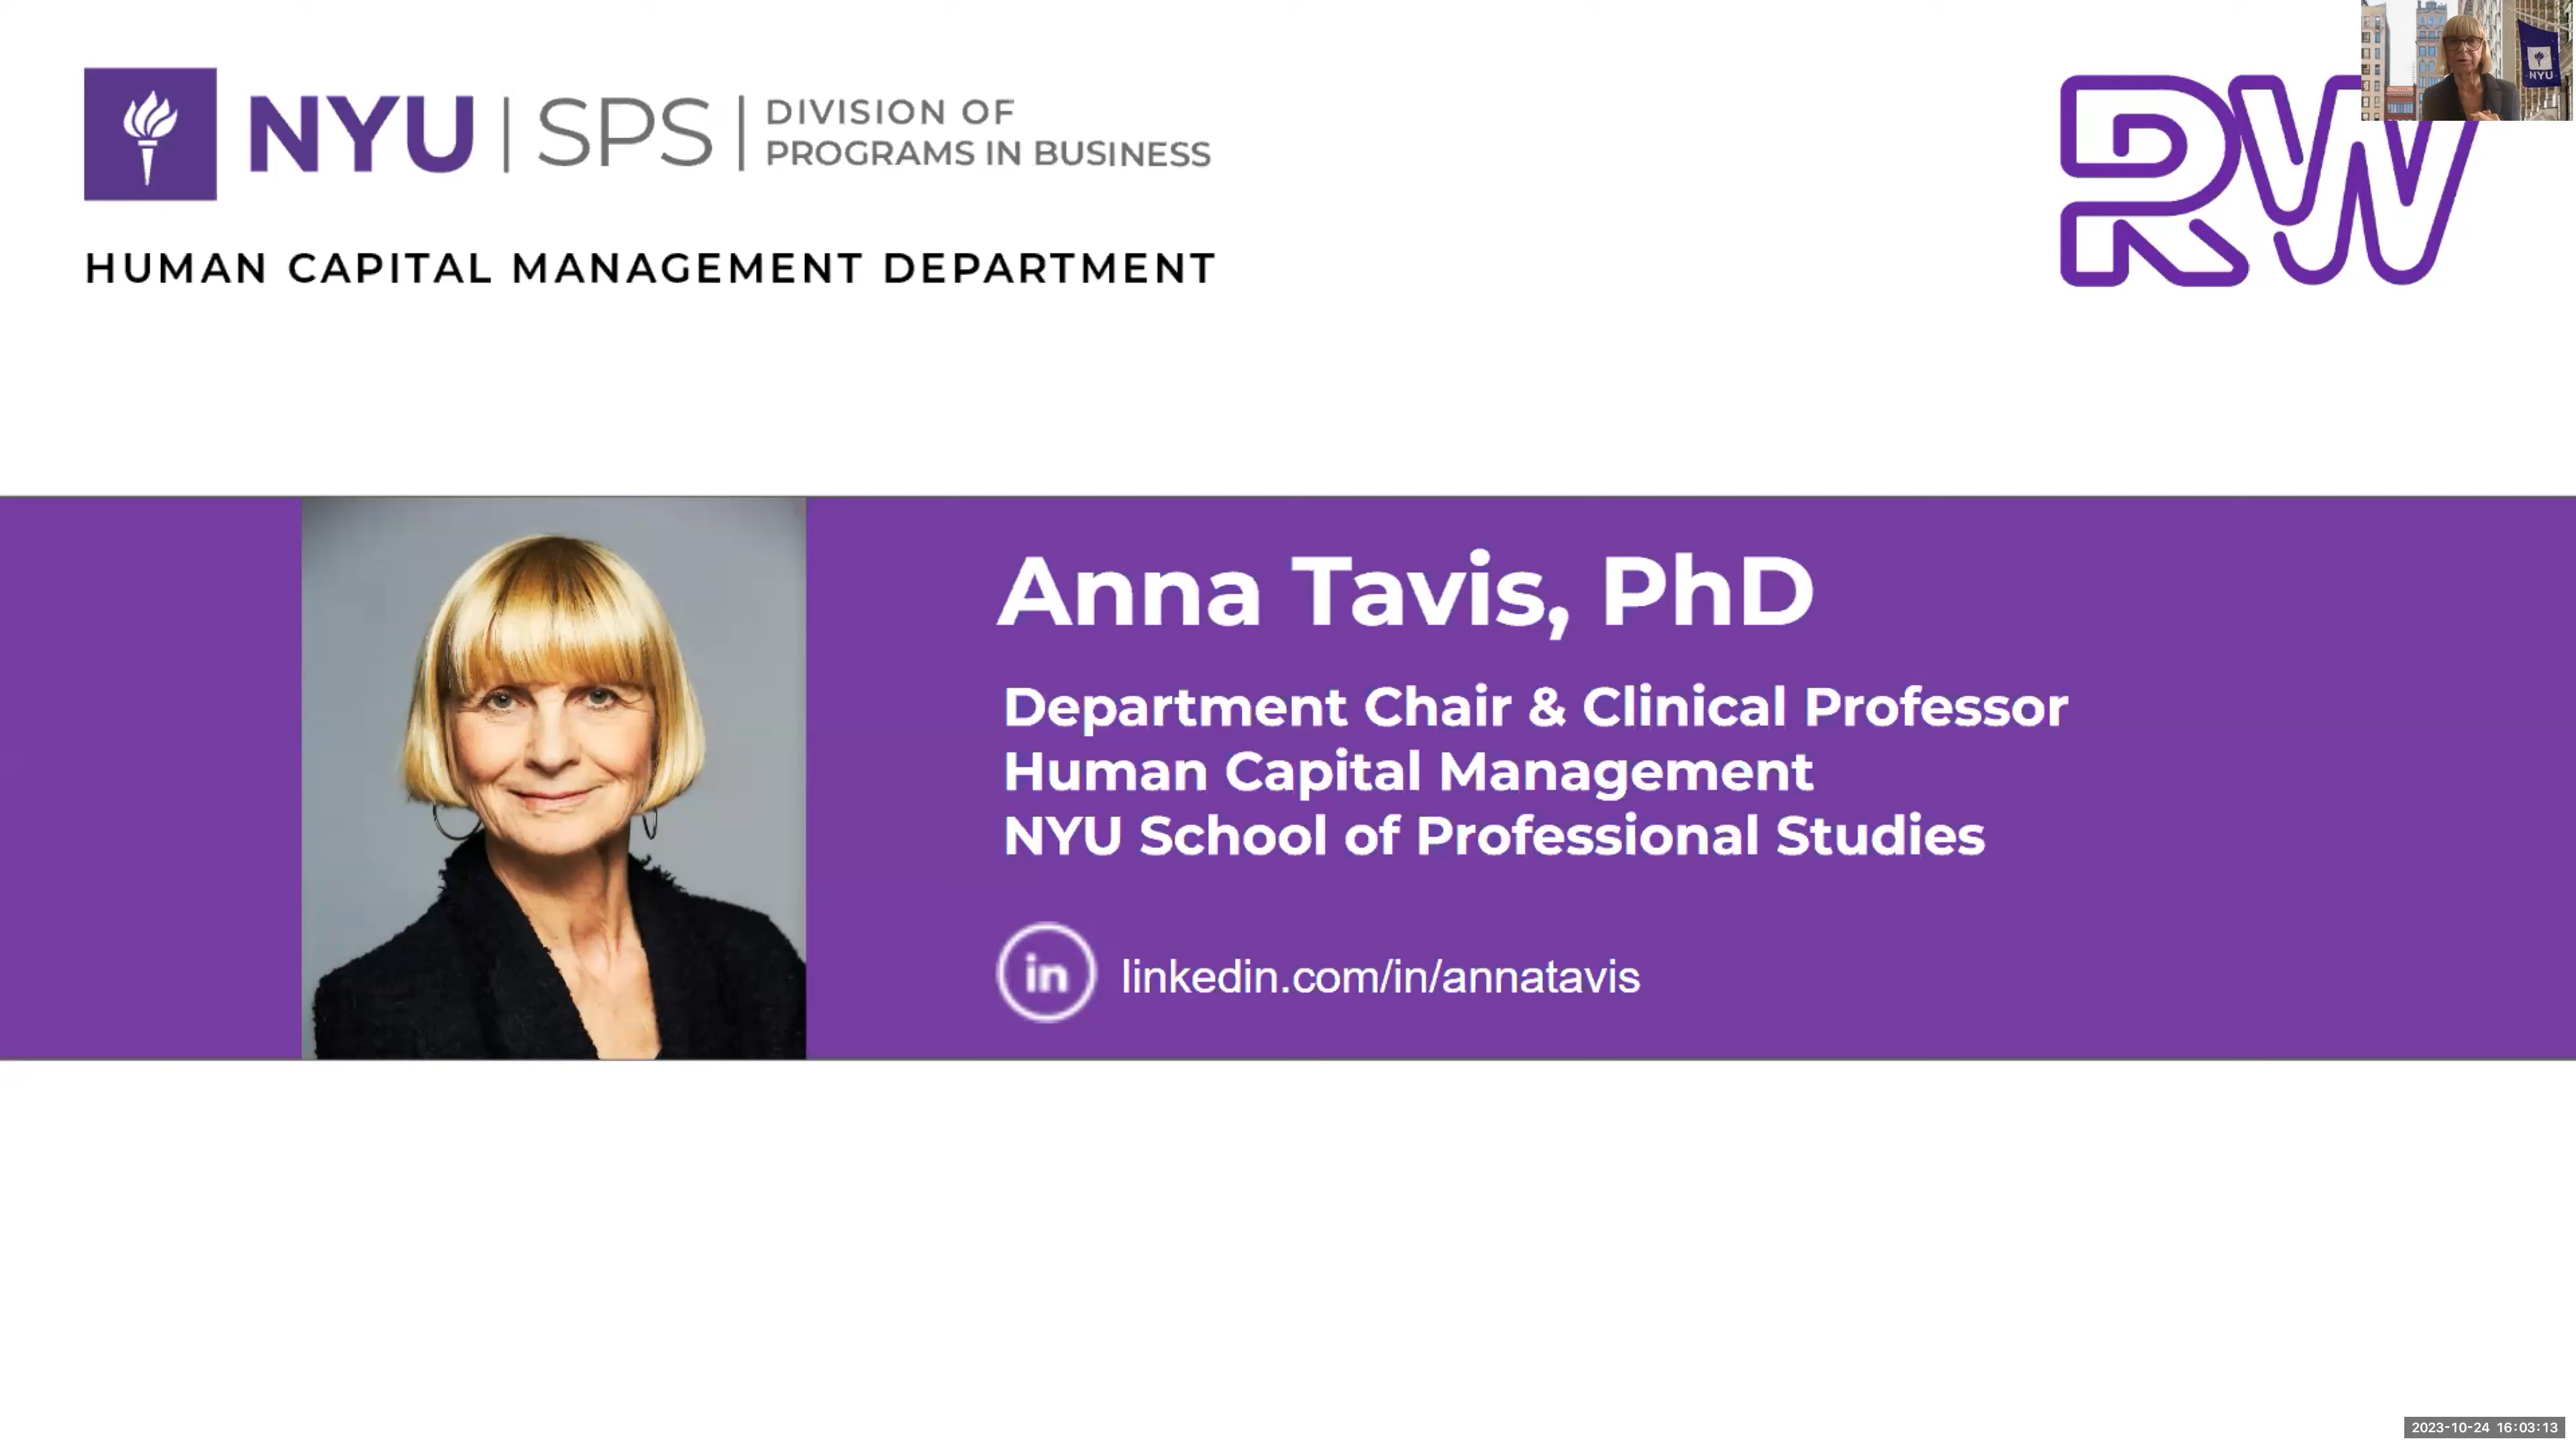 NYU | SPS | DIVISION OF
PROGRAMS IN BUSINESS
HUMAN CAPITAL MANAGEMENT DEPARTMENT
RW
NYU
Anna Tavis, PhD
Department Chair & Clinical Professor
Human Capital Management
NYU School of Professional Studies
in linkedin.com/in/annatavis
2023-10-24 16:03:13